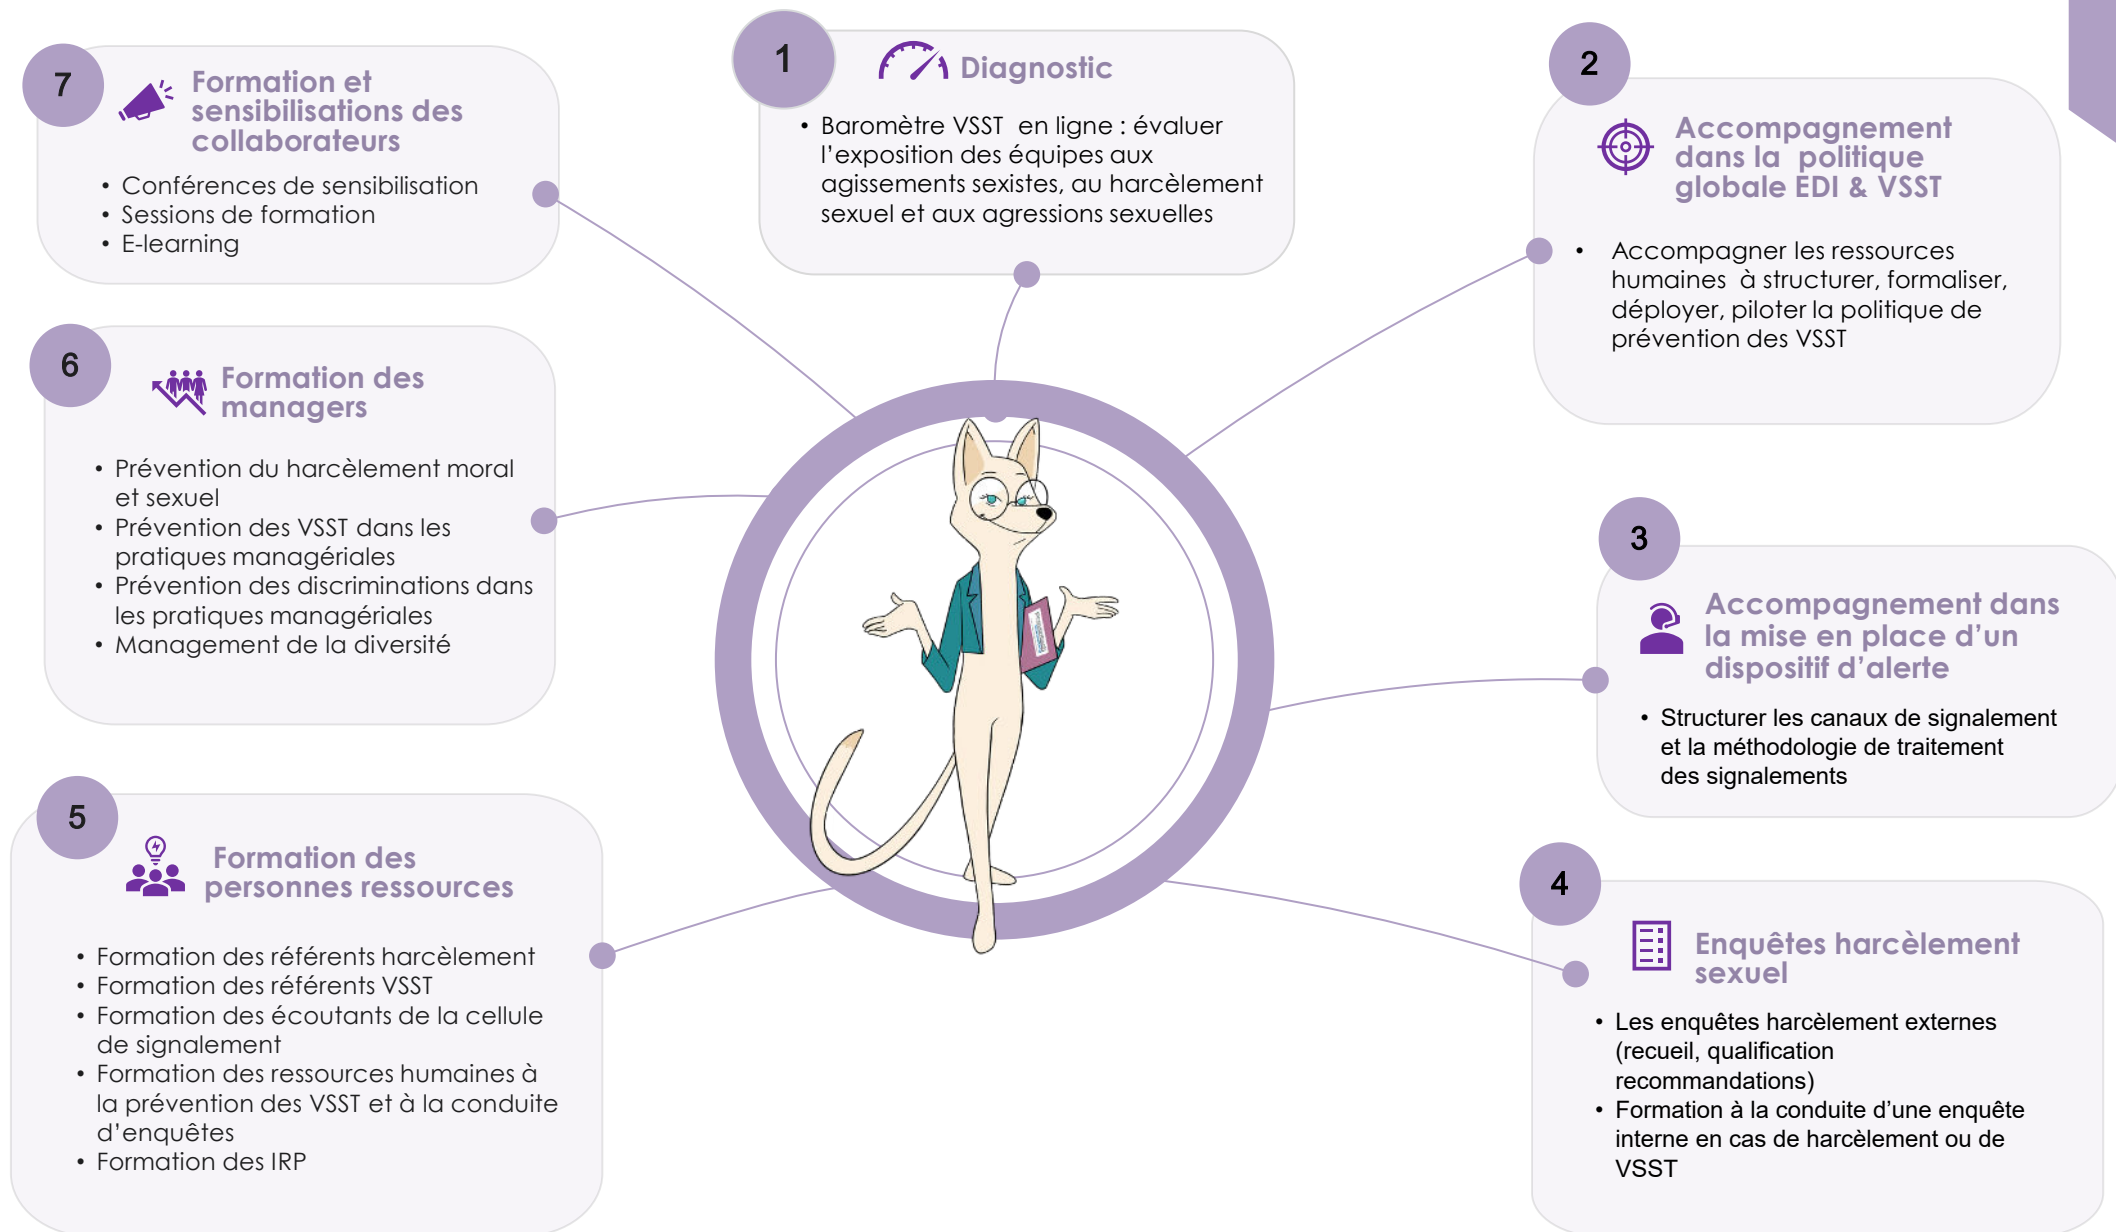 1
Diagnostic
• Baromètre VSST en ligne : évaluer
l’exposition des équipes aux
agissements sexistes, au harcèlement
sexuel et aux agressions sexuelles
2
Accompagnement
dans la politique
globale EDI & VSST
• Accompagner les ressources
humaines à structurer, formaliser,
déployer, piloter la politique de
prévention des VSST
3
Accompagnement dans
la mise en place d’un
dispositif d’alerte
• Structurer les canaux de signalement
et la méthodologie de traitement
des signalements
4
Enquêtes harcèlement
sexuel
• Les enquêtes harcèlement externes
(recueil, qualification
recommandations)
• Formation à la conduite d’une enquête
interne en cas de harcèlement ou de
VSST
5
Formation des
personnes ressources
• Formation des référents harcèlement
• Formation des référents VSST
• Formation des écoutants de la cellule
de signalement
• Formation des ressources humaines à
la prévention des VSST et à la conduite
d’enquêtes
• Formation des IRP
6
Formation des
managers
• Prévention du harcèlement moral
et sexuel
• Prévention des VSST dans les
pratiques managériales
• Prévention des discriminations dans
les pratiques managériales
• Management de la diversité
7
Formation et
sensibilisations des
collaborateurs
• Conférences de sensibilisation
• Sessions de formation
• E-learning